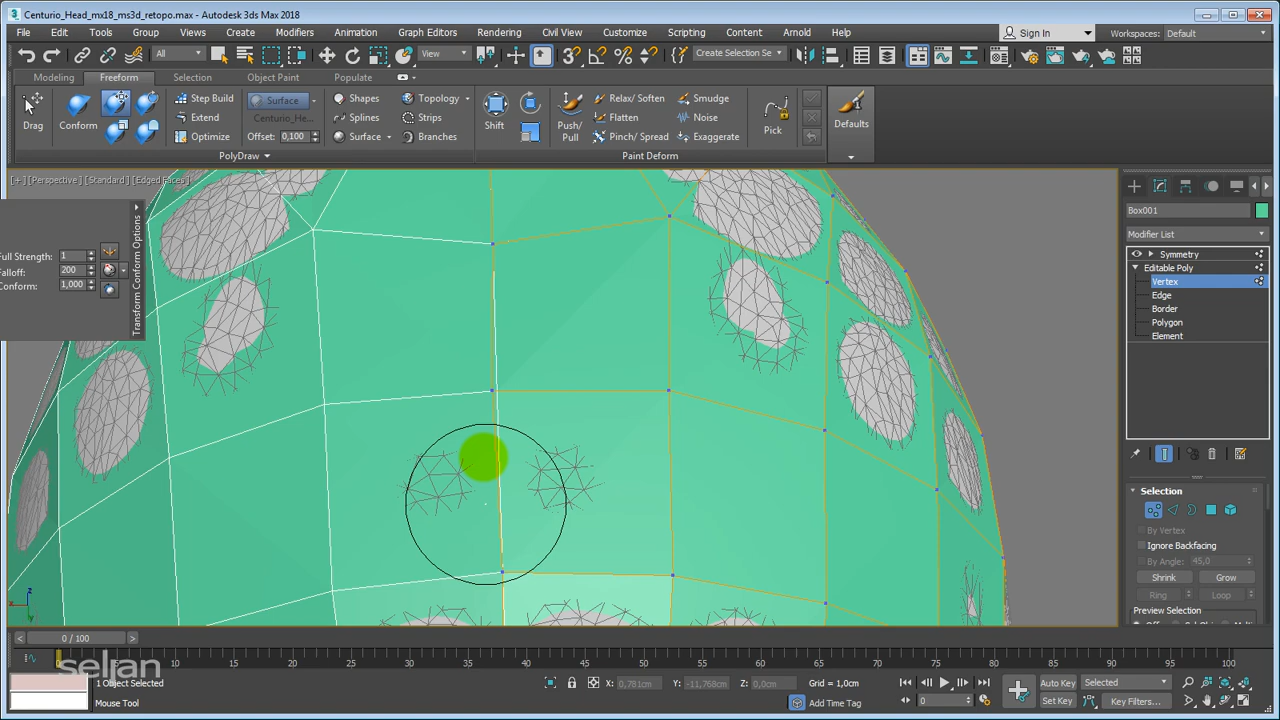 Centurio_Head_mx18_ms3d_retopo.max - Autodesk 3ds Max 2018
File Edit Tools Group Views Create Modifiers Animation Graph Editors Rendering Civil View Customize Scripting Content Arnold Help Sign In Workspaces: Default
All View Create Selection Se
Modeling Freeform Selection Object Paint Populate
Step Build Surface Shapes Topology Relax/ Soften Smudge
Drag Conform Extend Centurio_He... Splines Strips Shift Push/ Pull Flatten Noise Pick Defaults
Optimize Offset: 0,100 Surface Branches Pinch/ Spread Exaggerate
PolyDraw Paint Deform
[+] [Perspective] [Standard] [Edged Faces]
Full Strength: 1
Falloff: 200
Conform: 1,000
Transform Conform Options
Box001
Modifier List
Symmetry
Editable Poly
Vertex
Edge
Border
Polygon
Element
Selection
By Vertex
Ignore Backfacing
By Angle: 45,0
Shrink Grow
Ring Loop
Preview Selection
0 / 100
10 15 20 25 30 35 40 45 50 55 60 65 70 75 80 85 90 95 100
selian
1 Object Selected X: 0,781cm Y: -11,768cm Z: 0,0cm Grid = 1,0cm Auto Key Selected
Mouse Tool Add Time Tag 0 Set Key Key Filters...